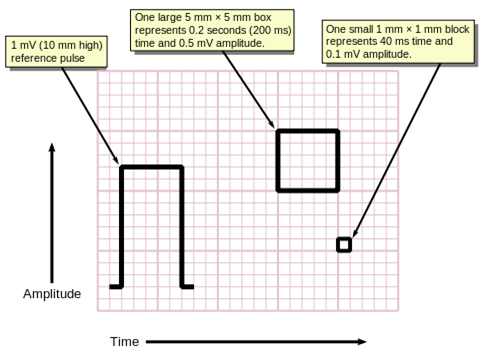 One large 5 mm × 5 mm box
represents 0.2 seconds (200 ms)
time and 0.5 mV amplitude.
One small 1 mm × 1 mm block
represents 40 ms time and
0.1 mV amplitude.
1 mV (10 mm high)
reference pulse
Amplitude
Time